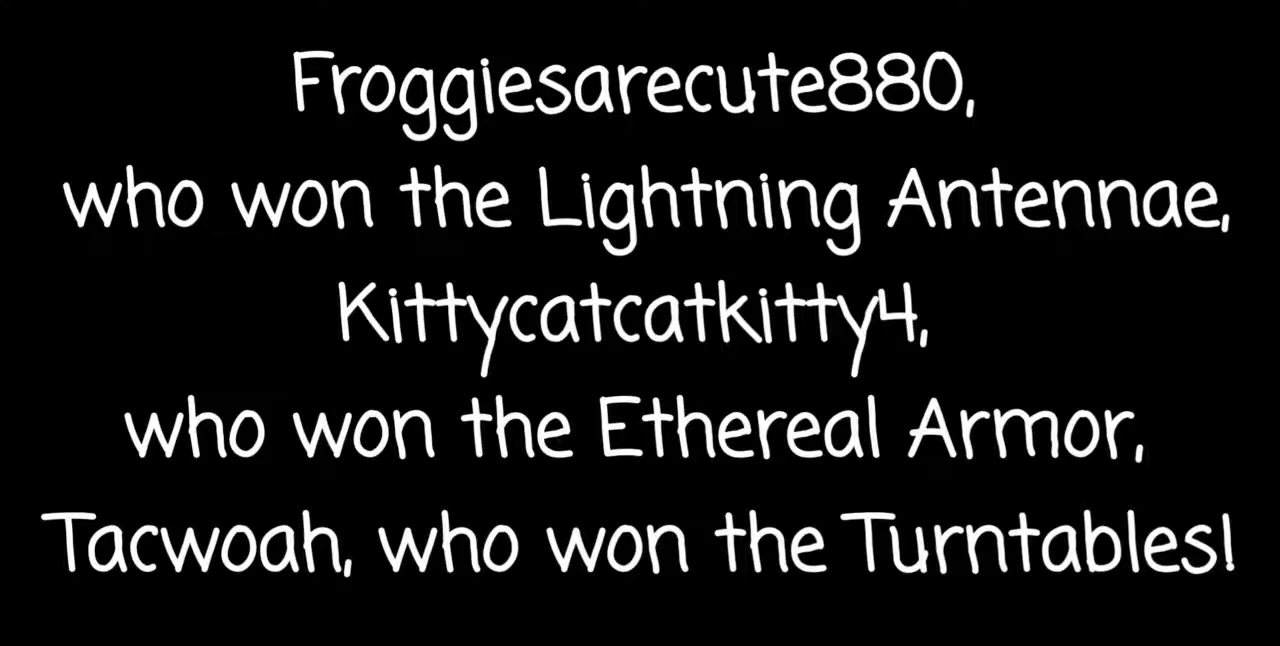 Froggiesarecute880,
who won the Lightning Antennae,
Kittycatcatkitty4,
who won the Ethereal Armor,
Tacwoah, who won the Turntables!